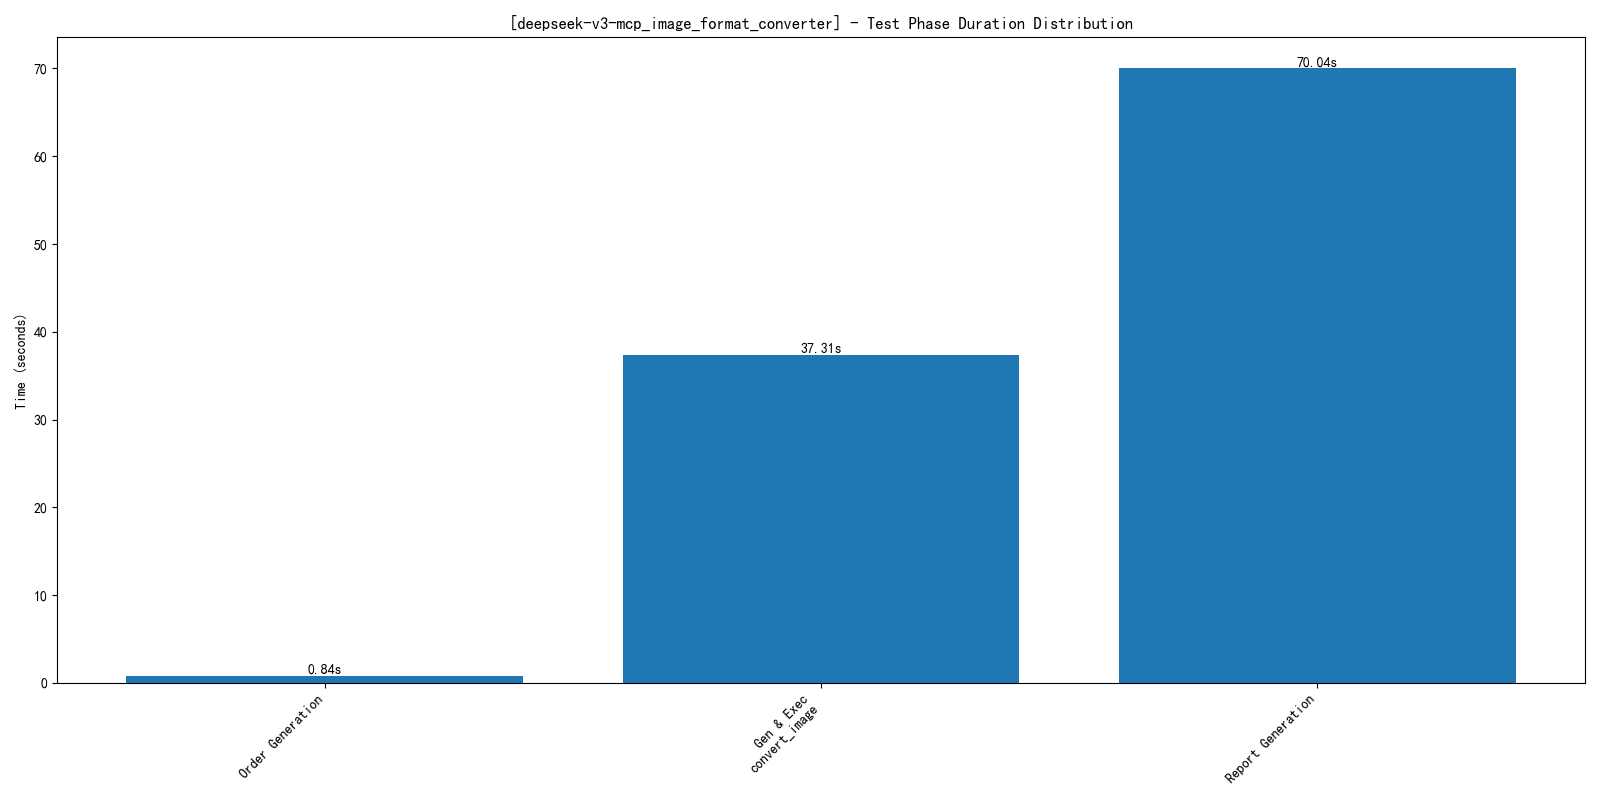 [deepseek-v3-mcp_image_format_converter] - Test Phase Duration Distribution
Time (seconds)
70
60
50
40
30
20
10
0
0.84s
37.31s
70.04s
Order Generation
Gen & Exec
convert_image
Report Generation